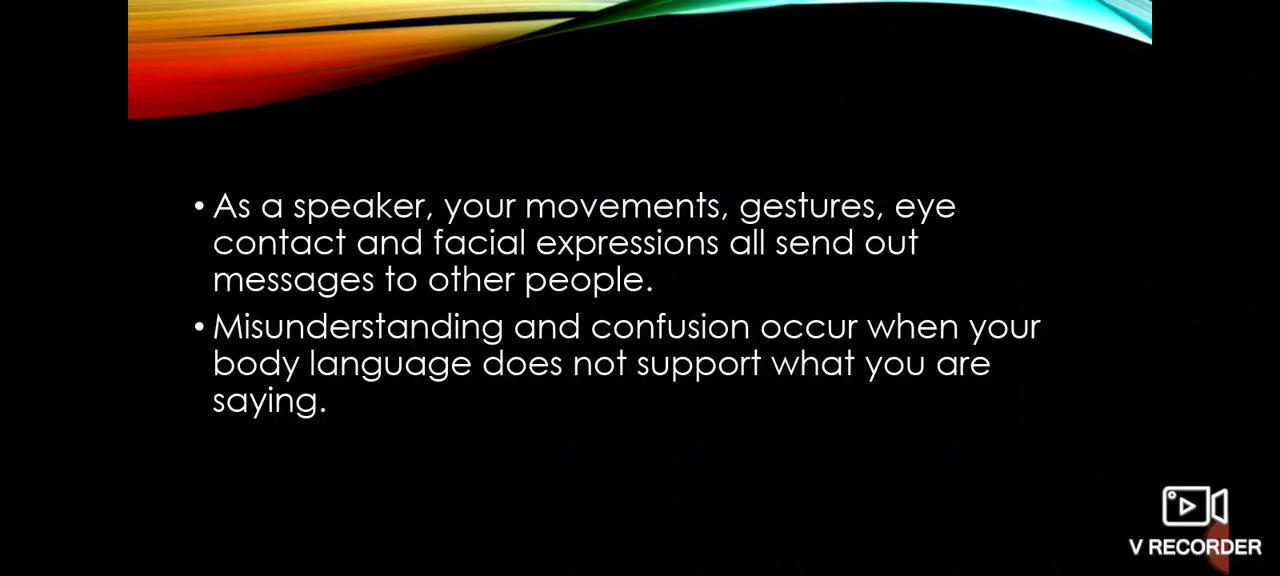 • As a speaker, your movements, gestures, eye
contact and facial expressions all send out
messages to other people.
• Misunderstanding and confusion occur when your
body language does not support what you are
saying.
V RECORDER